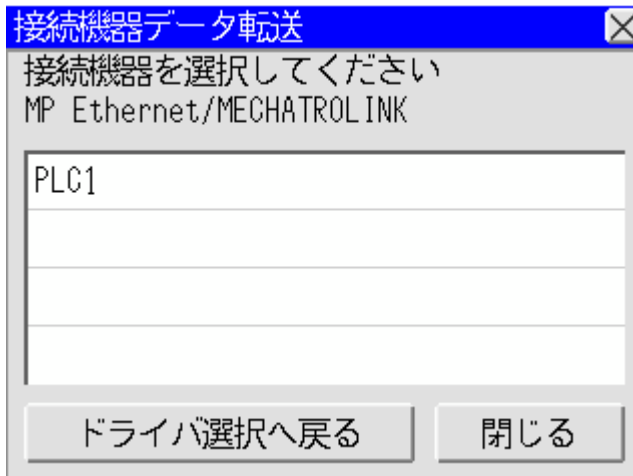 接続機器データ転送
接続機器を選択してください
MP Ethernet/MECHATROLINK
PLC1
ドライバ選択へ戻る
閉じる